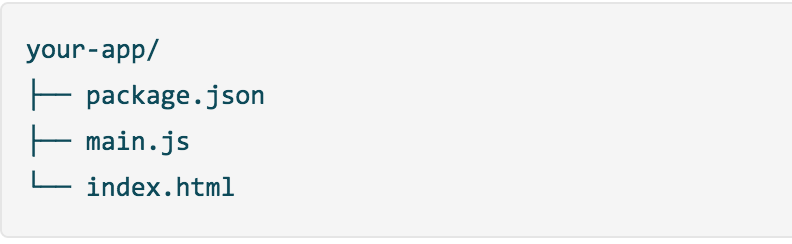 your-app/
├── package.json
├── main.js
└── index.html